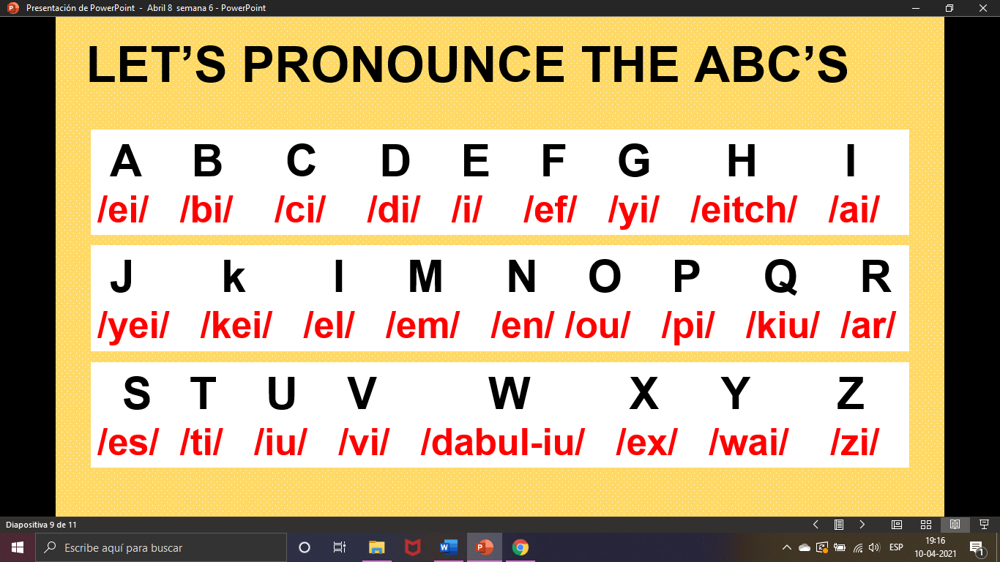 Presentación de PowerPoint - Abril 8 semana 6 - PowerPoint
LET’S PRONOUNCE THE ABC’S
A B C D E F G H I
/ei/ /bi/ /ci/ /di/ /i/ /ef/ /yi/ /eitch/ /ai/
J k l M N O P Q R
/yei/ /kei/ /el/ /em/ /en/ /ou/ /pi/ /kiu/ /ar/
S T U V W X Y Z
/es/ /ti/ /iu/ /vi/ /dabul-iu/ /ex/ /wai/ /zi/
Diapositiva 9 de 11
Escribe aquí para buscar
ESP
19:16
10-04-2021
1